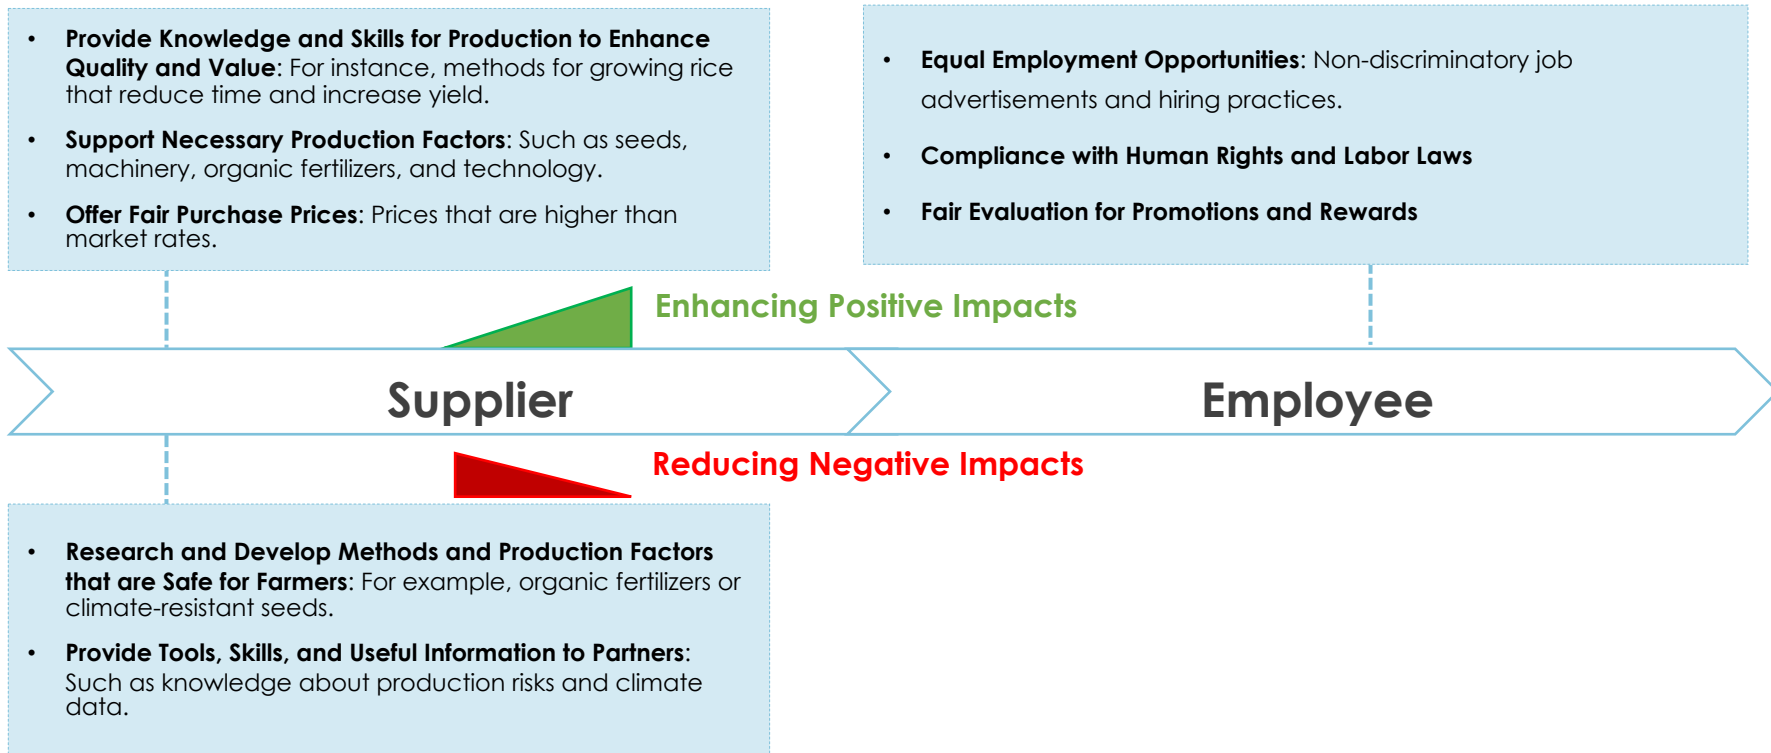 • Provide Knowledge and Skills for Production to Enhance
Quality and Value: For instance, methods for growing rice
that reduce time and increase yield.
• Support Necessary Production Factors: Such as seeds,
machinery, organic fertilizers, and technology.
• Offer Fair Purchase Prices: Prices that are higher than
market rates.
• Equal Employment Opportunities: Non-discriminatory job
advertisements and hiring practices.
• Compliance with Human Rights and Labor Laws
• Fair Evaluation for Promotions and Rewards
Enhancing Positive Impacts
Supplier
Employee
Reducing Negative Impacts
• Research and Develop Methods and Production Factors
that are Safe for Farmers: For example, organic fertilizers or
climate-resistant seeds.
• Provide Tools, Skills, and Useful Information to Partners:
Such as knowledge about production risks and climate
data.